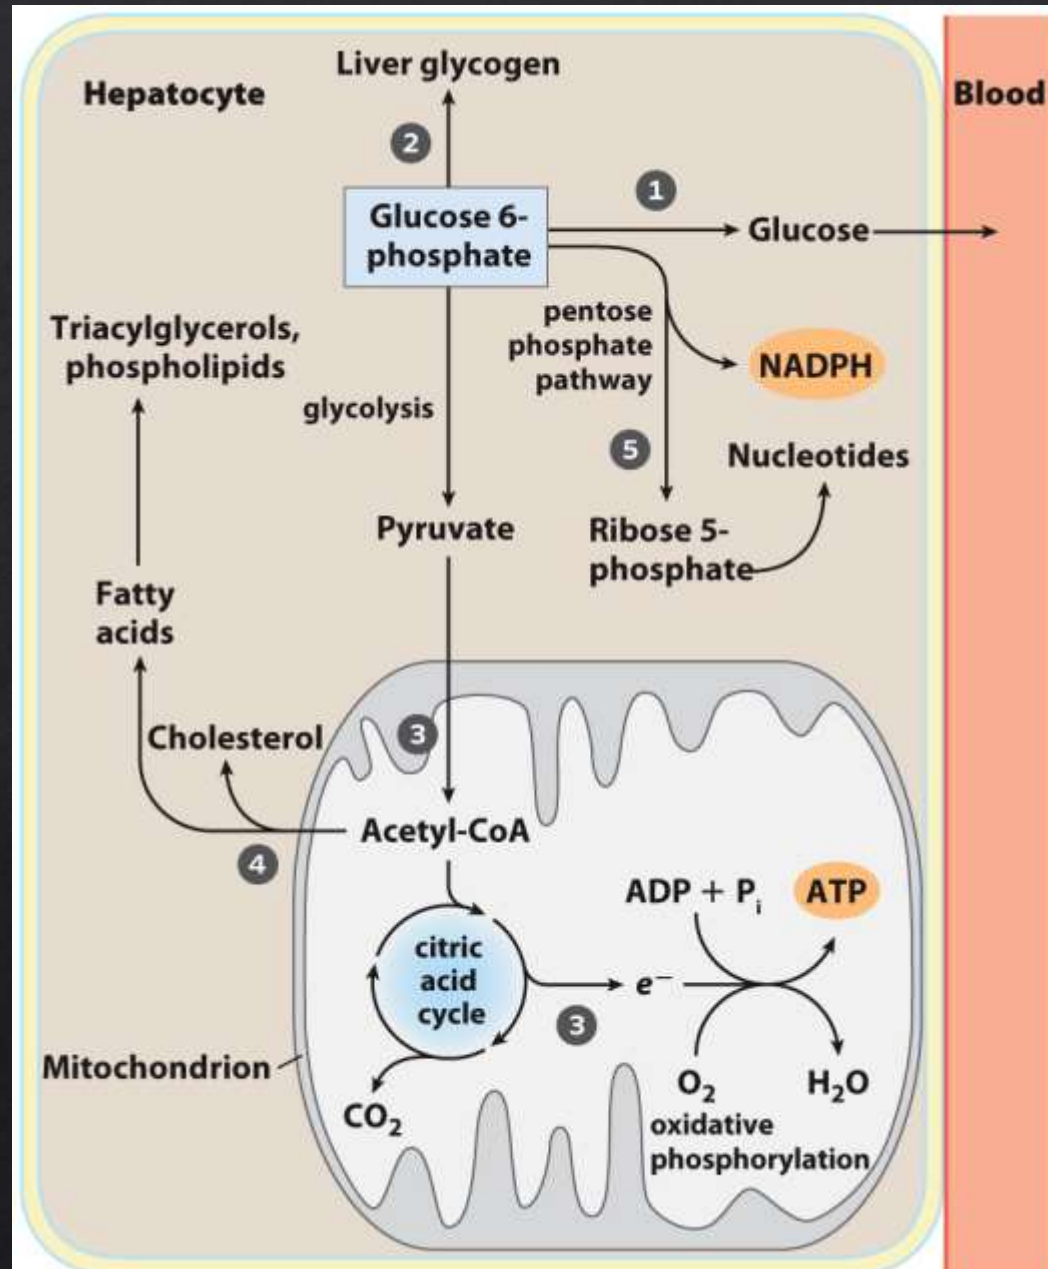 Liver glycogen
Hepatocyte
Blood
2
1
Glucose 6-
phosphate
Glucose
pentose
phosphate
pathway
NADPH
Triacylglycerols,
phospholipids
glycolysis
5
Nucleotides
Pyruvate
Ribose 5-
phosphate
Fatty
acids
Cholesterol
3
Acetyl-CoA
4
ADP + Pᵢ
ATP
citric
acid
cycle
e⁻
3
Mitochondrion
CO₂
O₂
H₂O
oxidative
phosphorylation